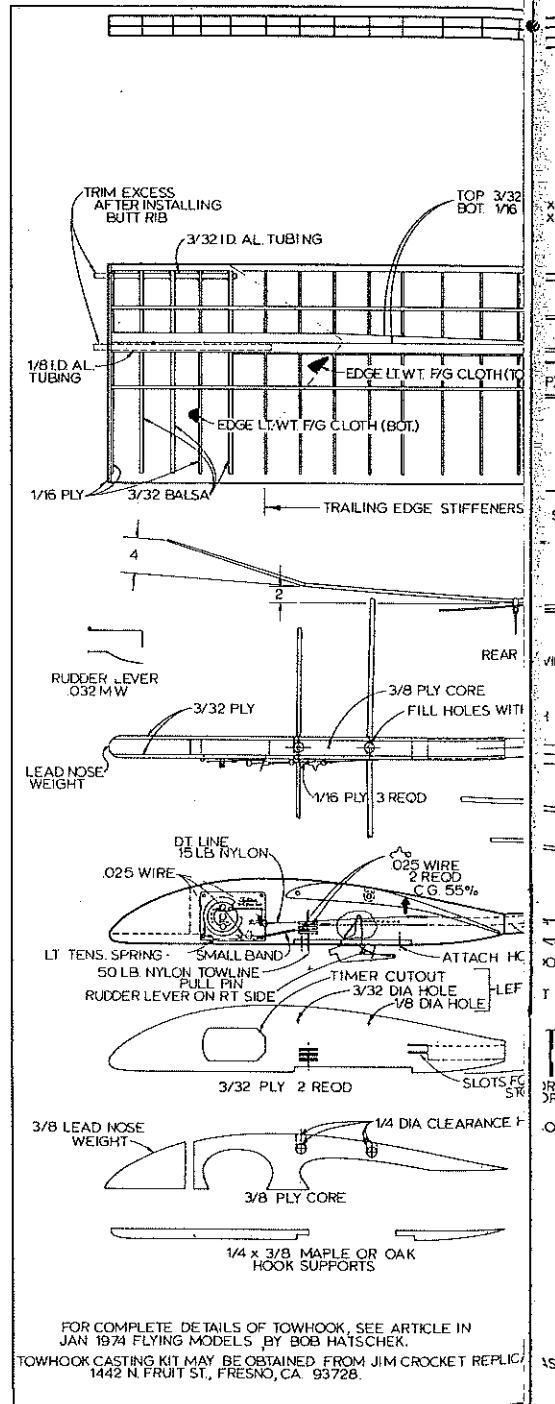 TRIM EXCESS
AFTER INSTALLING
BUTT RIB
TOP 3/32
BOT. 1/16
3/32 I.D. AL. TUBING
1/8 I.D. AL.
TUBING
EDGE LT. WT. F/G CLOTH (TO
EDGE LT. WT. F/G CLOTH (BOT.)
1/16 PLY
3/32 BALSA
TRAILING EDGE STIFFENERS
4
2
REAR
RUDDER LEVER
.032 MW
3/32 PLY
3/8 PLY CORE
FILL HOLES WITH
LEAD NOSE
WEIGHT
1/16 PLY 3 REQD
D.T. LINE
15 LB NYLON
.025 WIRE
.025 WIRE
2 REQD
C.G. 55%
LT. TENS. SPRING
SMALL BAND
50 LB. NYLON TOWLINE
PULL PIN
RUDDER LEVER ON RT SIDE
ATTACH HO
TIMER CUTOUT
3/32 DIA HOLE
1/8 DIA HOLE
LEF
3/32 PLY 2 REQD
SLOTS FO
3/8 LEAD NOSE
WEIGHT
1/4 DIA CLEARANCE H
3/8 PLY CORE
1/4 x 3/8 MAPLE OR OAK
HOOK SUPPORTS
FOR COMPLETE DETAILS OF TOWHOOK, SEE ARTICLE IN
JAN 1974 FLYING MODELS, BY BOB HATSCHEK.
TOWHOOK CASTING KIT MAY BE OBTAINED FROM JIM CROCKET REPLIC
1442 N. FRUIT ST., FRESNO, CA. 93728.